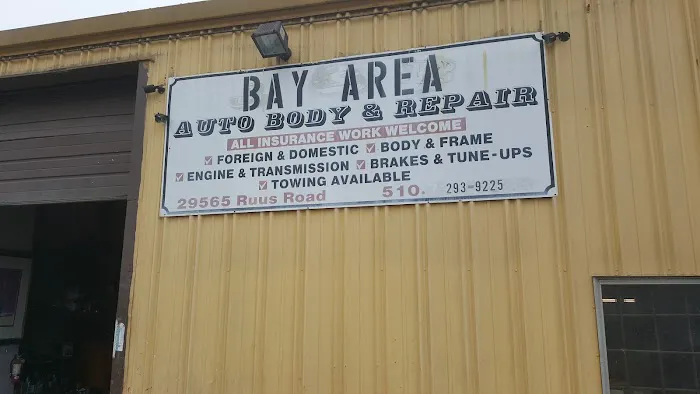 BAY AREA
AUTO BODY & REPAIR
ALL INSURANCE WORK WELCOME
FOREIGN & DOMESTIC BODY & FRAME
ENGINE & TRANSMISSION BRAKES & TUNE-UPS
TOWING AVAILABLE
29565 Ruus Road 510. 293-9225